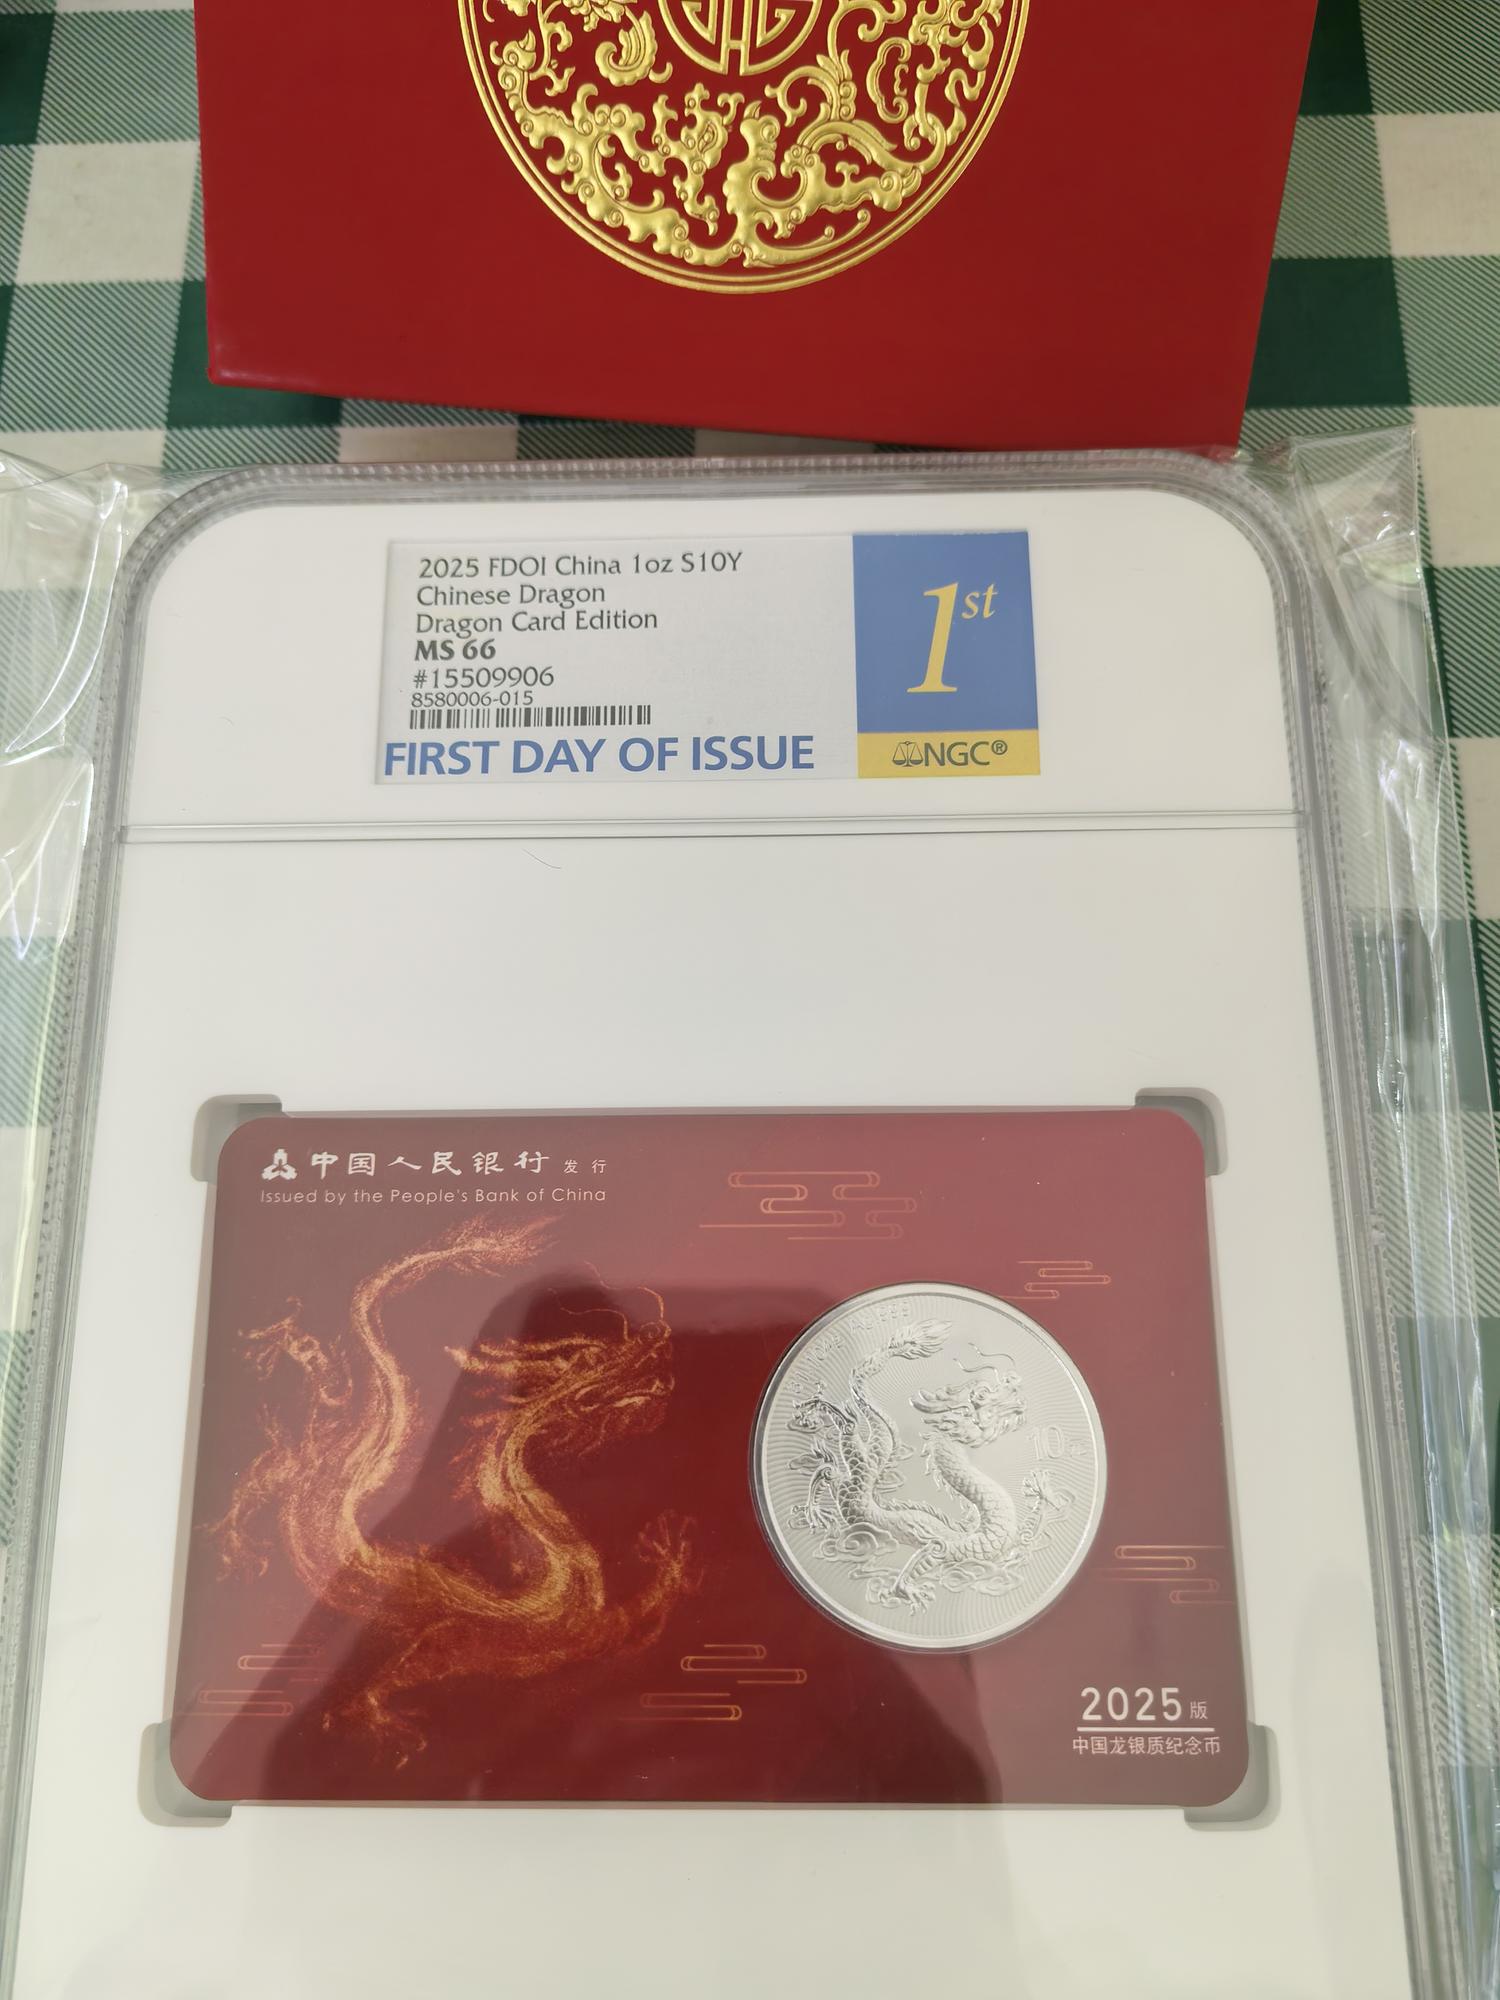 2025 FDOI China 1oz S10Y
Chinese Dragon
Dragon Card Edition
MS 66
#15509906
8580006-015
FIRST DAY OF ISSUE
1st
NGC®
中国人民银行 发行
Issued by the People's Bank of China
10元
2025版
中国龙银质纪念币